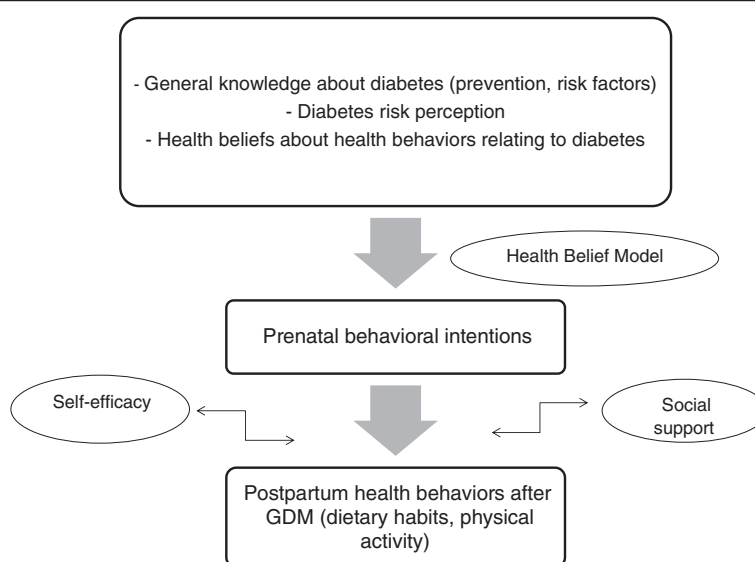 - General knowledge about diabetes (prevention, risk factors)
- Diabetes risk perception
- Health beliefs about health behaviors relating to diabetes
Health Belief Model
Prenatal behavioral intentions
Self-efficacy
Social
support
Postpartum health behaviors after
GDM (dietary habits, physical
activity)